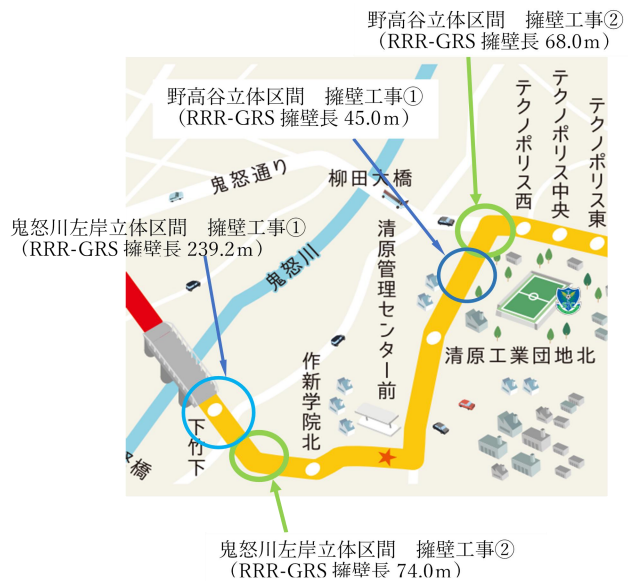 野高谷立体区間　擁壁工事②
（RRR-GRS 擁壁長 68.0ｍ）
野高谷立体区間　擁壁工事①
（RRR-GRS 擁壁長 45.0ｍ）
テクノポリス西
テクノポリス中央
テクノポリス東
鬼怒通り
柳田大橋
鬼怒川左岸立体区間　擁壁工事①
（RRR-GRS 擁壁長 239.2ｍ）
鬼怒川
清原管理センター前
清原工業団地北
作新学院北
下竹下
怒橋
鬼怒川左岸立体区間　擁壁工事②
（RRR-GRS 擁壁長 74.0ｍ）